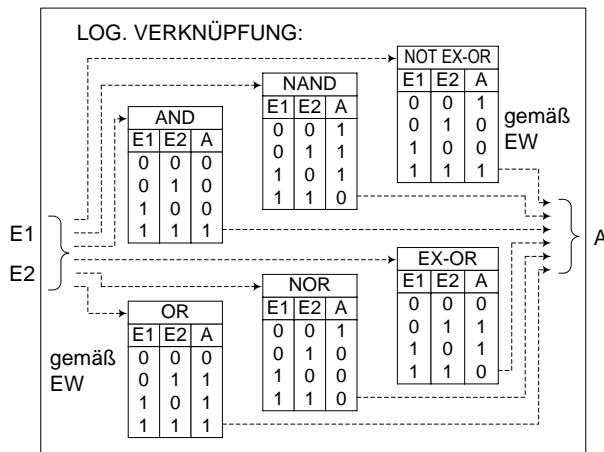 LOG. VERKNÜPFUNG:
NOT EX-OR
E1 E2 A
0 0 1
0 1 0
1 0 0
1 1 1
gemäß
EW
NAND
E1 E2 A
0 0 1
0 1 1
1 0 1
1 1 0
AND
E1 E2 A
0 0 0
0 1 0
1 0 0
1 1 1
E1
E2
A
EX-OR
E1 E2 A
0 0 0
0 1 1
1 0 1
1 1 0
NOR
E1 E2 A
0 0 1
0 1 0
1 0 0
1 1 0
OR
E1 E2 A
0 0 0
0 1 1
1 0 1
1 1 1
gemäß
EW